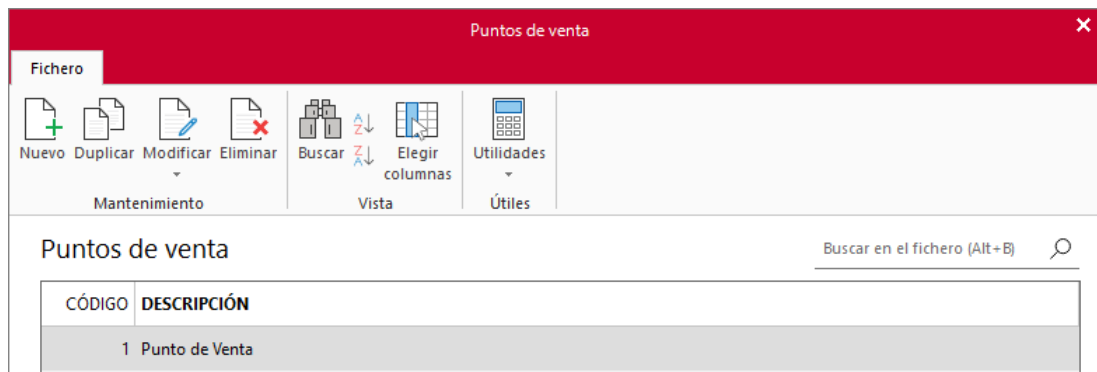 Puntos de venta
Fichero
Nuevo Duplicar Modificar Eliminar Buscar Elegir columnas Utilidades
Mantenimiento Vista Útiles
Puntos de venta
Buscar en el fichero (Alt+B)
CÓDIGO DESCRIPCIÓN
1 Punto de Venta